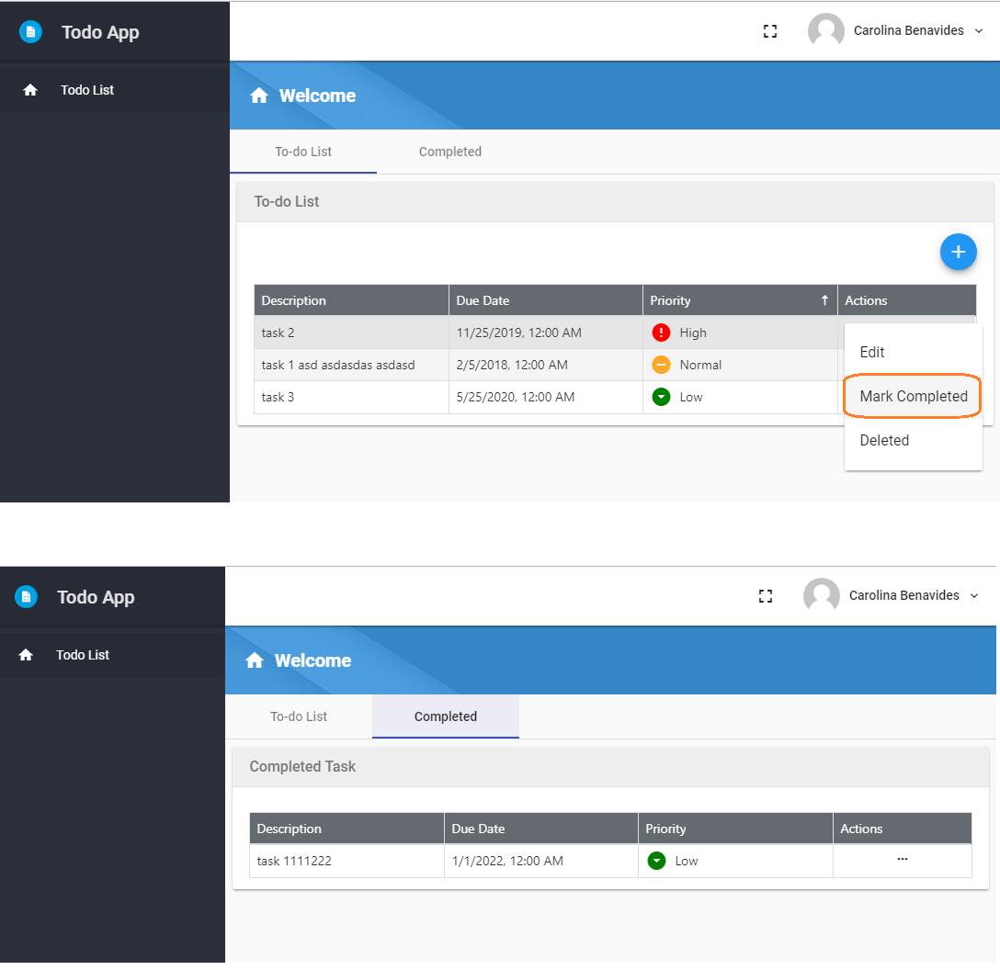 Todo App
Carolina Benavides
Todo List
Welcome
To-do List Completed
To-do List
+
Description Due Date Priority Actions
task 2 11/25/2019, 12:00 AM High
task 1 asd asdasdas asdasd 2/5/2018, 12:00 AM Normal
task 3 5/25/2020, 12:00 AM Low
Edit
Mark Completed
Deleted
Todo App
Carolina Benavides
Todo List
Welcome
To-do List Completed
Completed Task
Description Due Date Priority Actions
task 1111222 1/1/2022, 12:00 AM Low ...